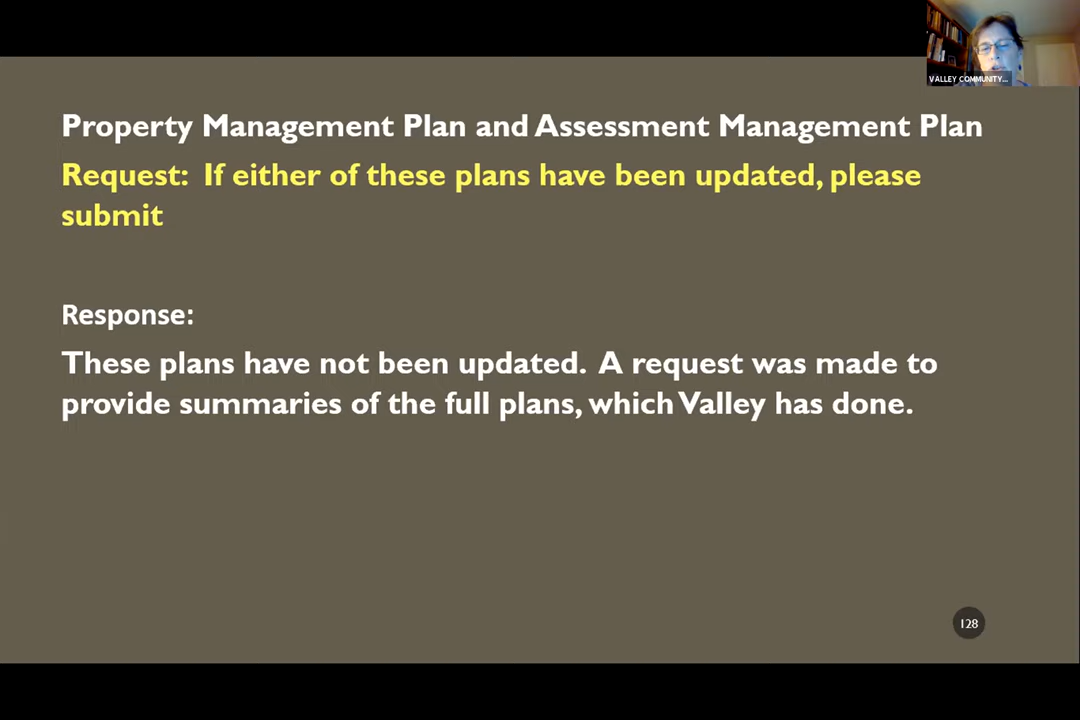 VALLEY COMMUNITY...
Property Management Plan and Assessment Management Plan
Request: If either of these plans have been updated, please
submit
Response:
These plans have not been updated. A request was made to
provide summaries of the full plans, which Valley has done.
128